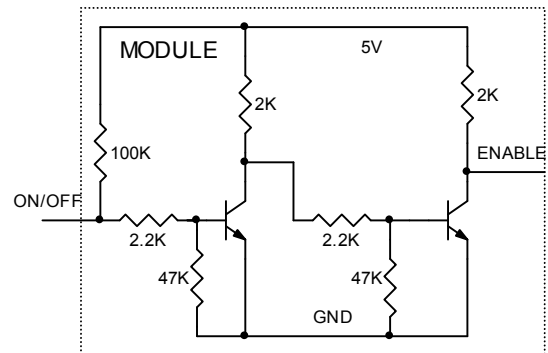 MODULE
5V
2K
2K
100K
ENABLE
ON/OFF
2.2K
2.2K
47K
47K
GND